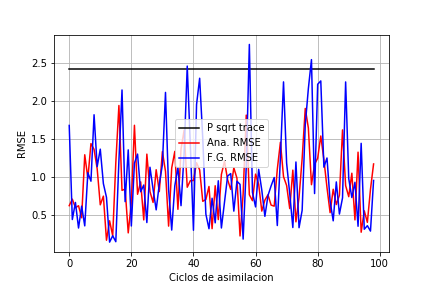 2.5
2.0
1.5
1.0
0.5
RMSE
P sqrt trace
Ana. RMSE
F.G. RMSE
0 20 40 60 80 100
Ciclos de asimilacion